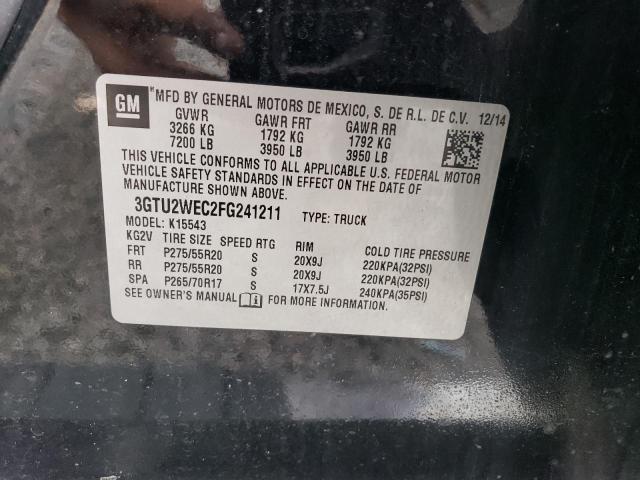 GM
MFD BY GENERAL MOTORS DE MEXICO, S. DE R.L. DE C.V. 12/14
GVWR GAWR FRT GAWR RR
3266 KG 1792 KG 1792 KG
7200 LB 3950 LB 3950 LB
THIS VEHICLE CONFORMS TO ALL APPLICABLE U.S. FEDERAL MOTOR
VEHICLE SAFETY STANDARDS IN EFFECT ON THE DATE OF
MANUFACTURE SHOWN ABOVE.
3GTU2WEC2FG241211 TYPE: TRUCK
MODEL: K15543
KG2V TIRE SIZE SPEED RTG RIM COLD TIRE PRESSURE
FRT P275/55R20 S 20X9J 220KPA(32PSI)
RR P275/55R20 S 20X9J 220KPA(32PSI)
SPA P265/70R17 S 17X7.5J 240KPA(35PSI)
SEE OWNER'S MANUAL FOR MORE INFORMATION.